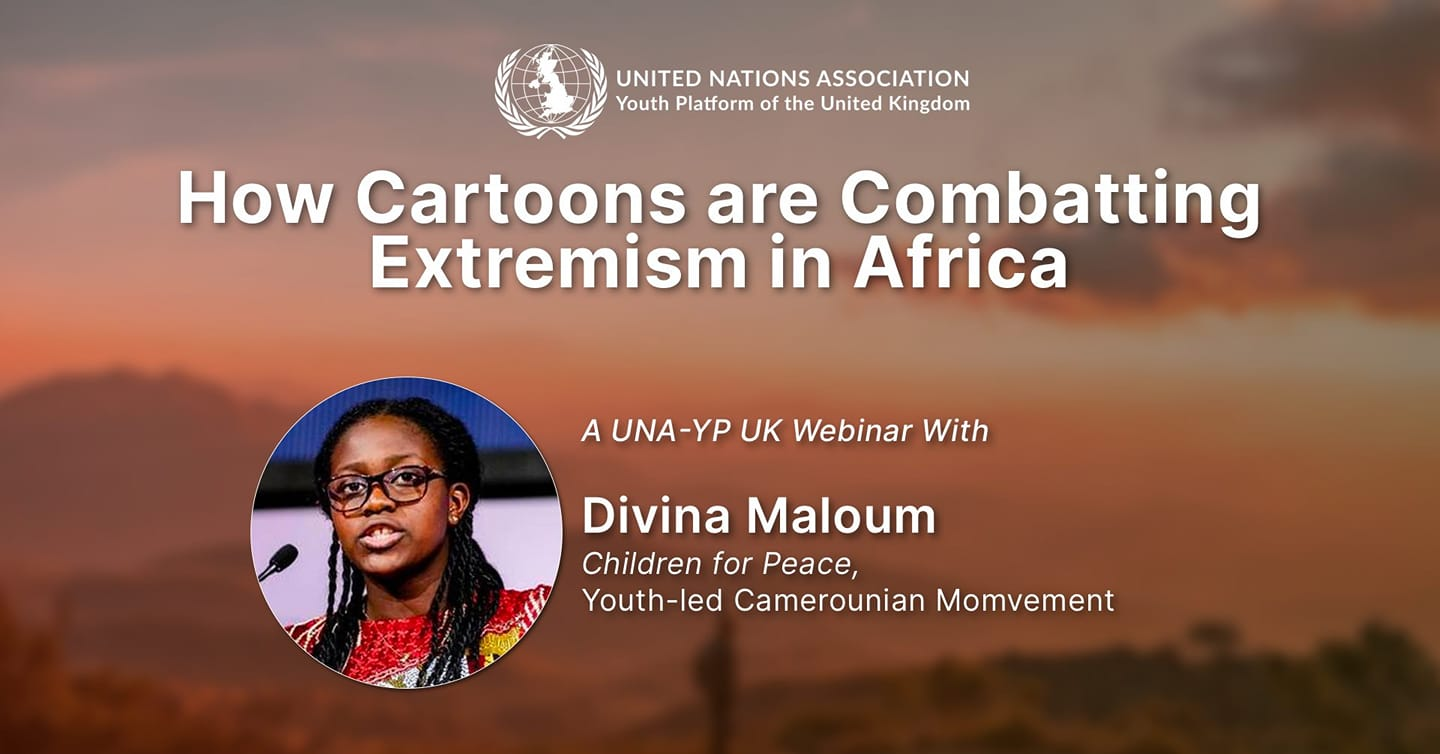 UNITED NATIONS ASSOCIATION
Youth Platform of the United Kingdom
How Cartoons are Combatting
Extremism in Africa
A UNA-YP UK Webinar With
Divina Maloum
Children for Peace,
Youth-led Camerounian Momvement